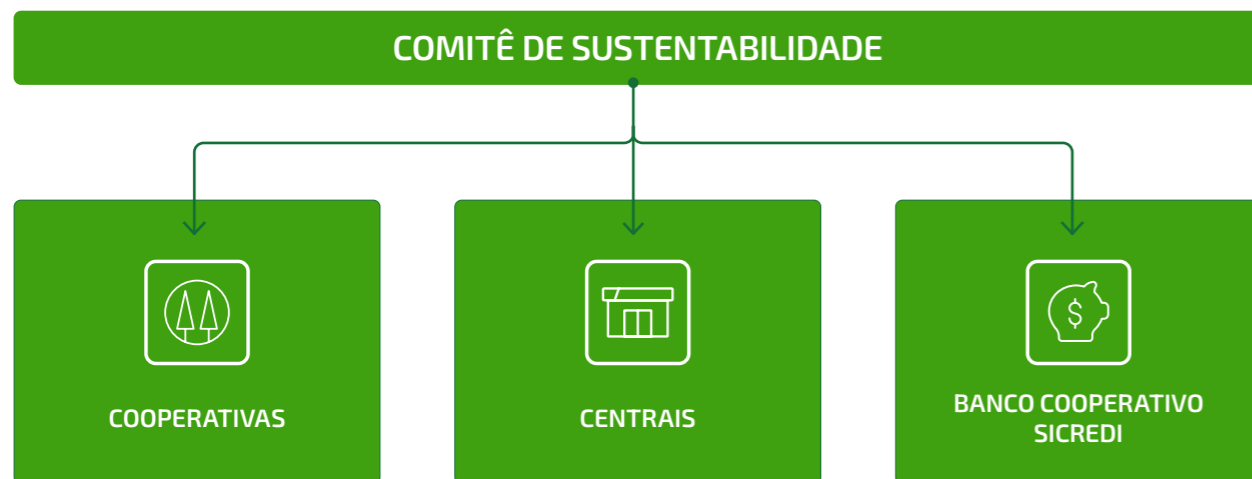 COMITÊ DE SUSTENTABILIDADE
COOPERATIVAS
CENTRAIS
$
BANCO COOPERATIVO
SICREDI